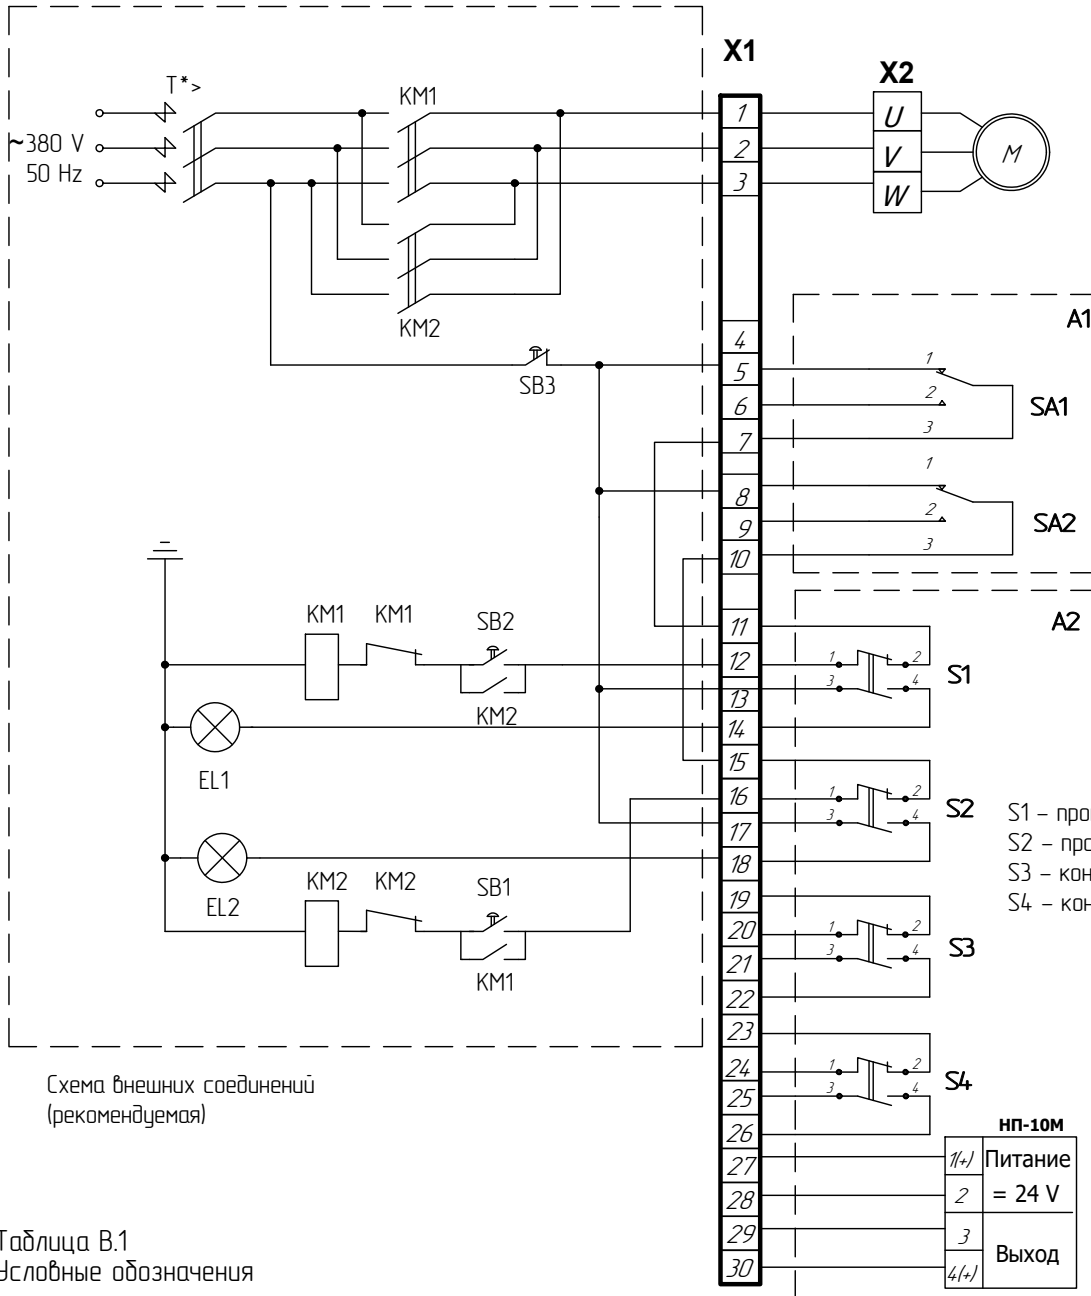 T*>
~380 V
50 Hz
KM1
KM2
SB3
X1
1
2
3
4
5
6
7
8
9
10
11
12
13
14
15
16
17
18
19
20
21
22
23
24
25
26
27
28
29
30
X2
U
V
W
M
A1
1
2
3
SA1
1
2
3
SA2
A2
1 2
3 4
S1
1 2
3 4
S2
1 2
3 4
S3
1 2
3 4
S4
S1 –
S2 –
S3 –
S4 –
KM1
KM1
SB2
KM2
EL1
EL2
KM2
KM2
SB1
KM1
НП-10М
1(+) Питание
2 = 24 V
3 Выход
4(+)
Схема внешних соединений
(рекомендуемая)
Таблица В.1
Условные обозначения